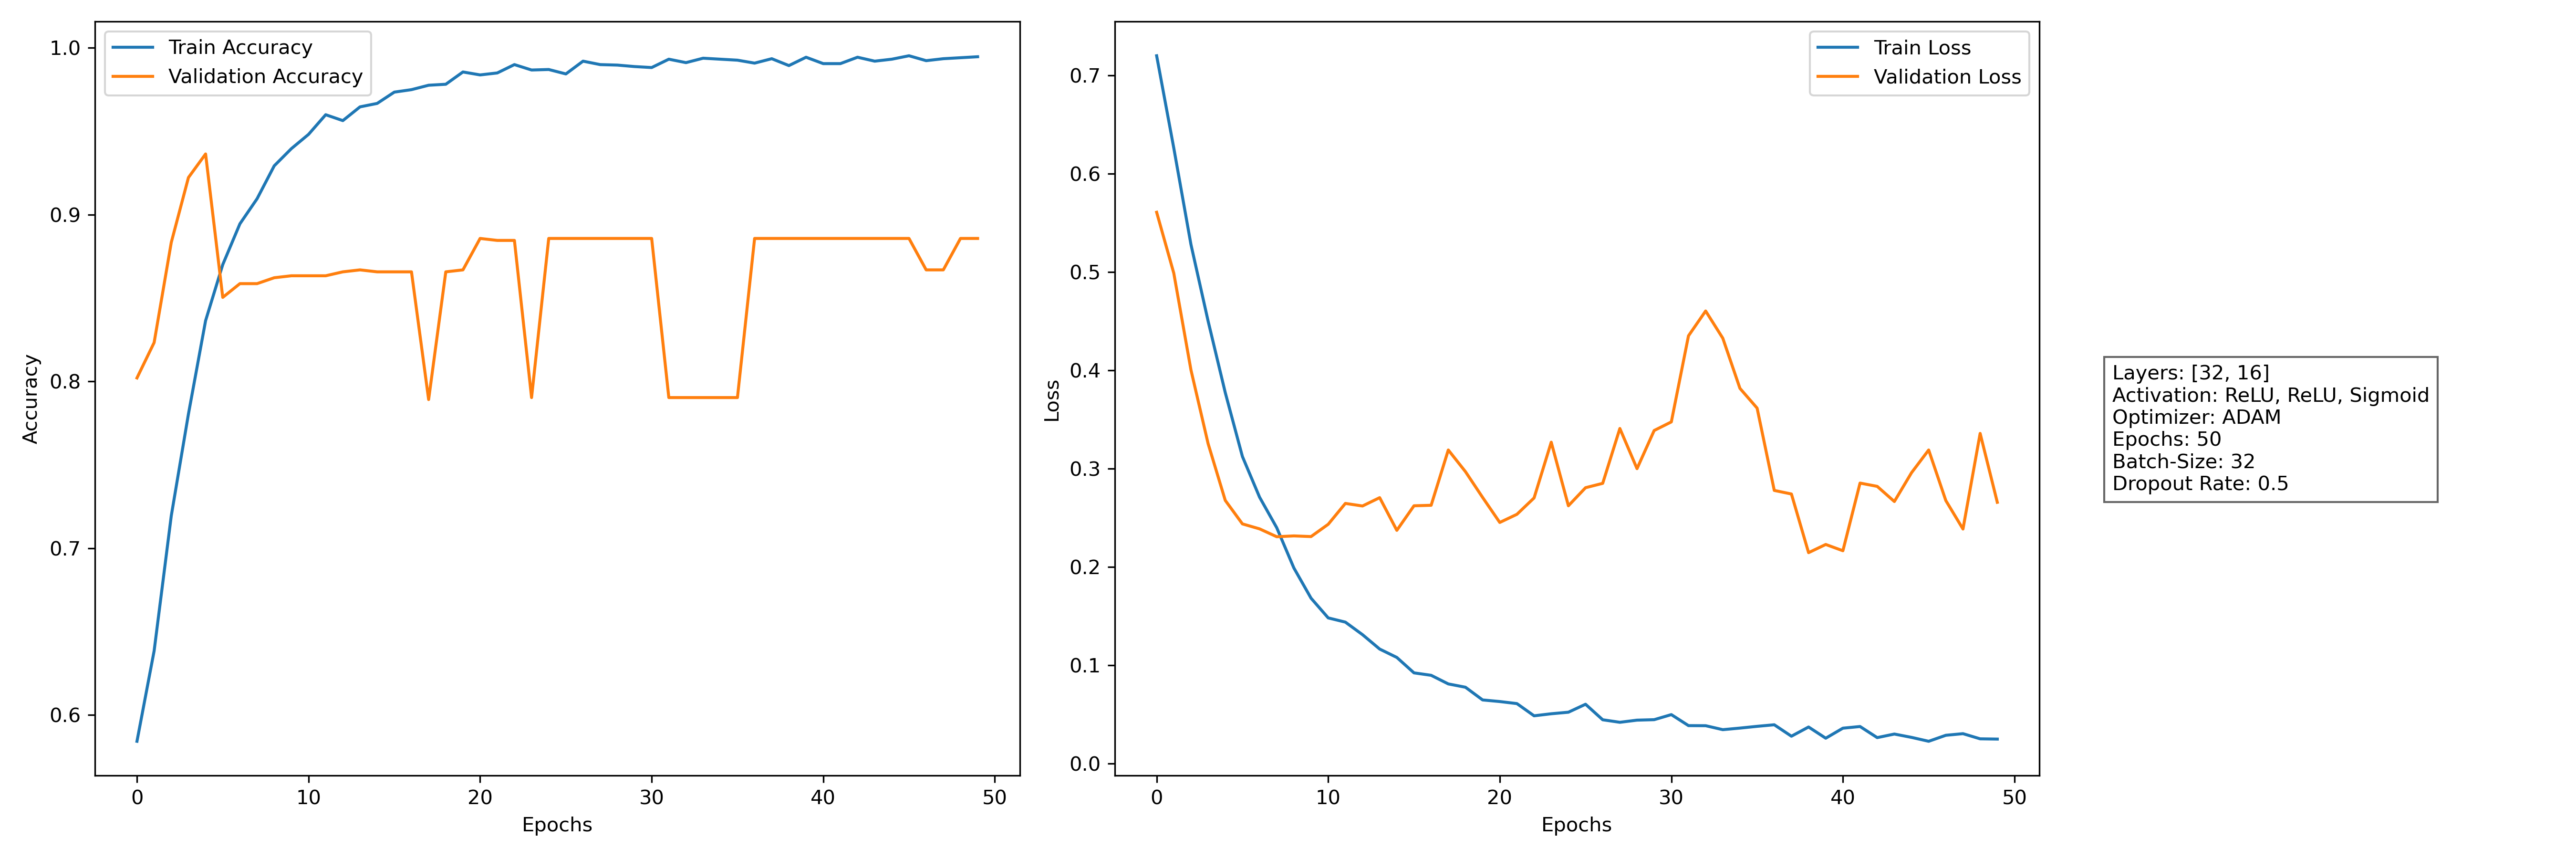 Train Accuracy
Validation Accuracy
1.0
0.9
0.8
0.7
0.6
Accuracy
0 10 20 30 40 50
Epochs
Train Loss
Validation Loss
0.7
0.6
0.5
0.4
0.3
0.2
0.1
0.0
Loss
0 10 20 30 40 50
Epochs
Layers: [32, 16]
Activation: ReLU, ReLU, Sigmoid
Optimizer: ADAM
Epochs: 50
Batch-Size: 32
Dropout Rate: 0.5